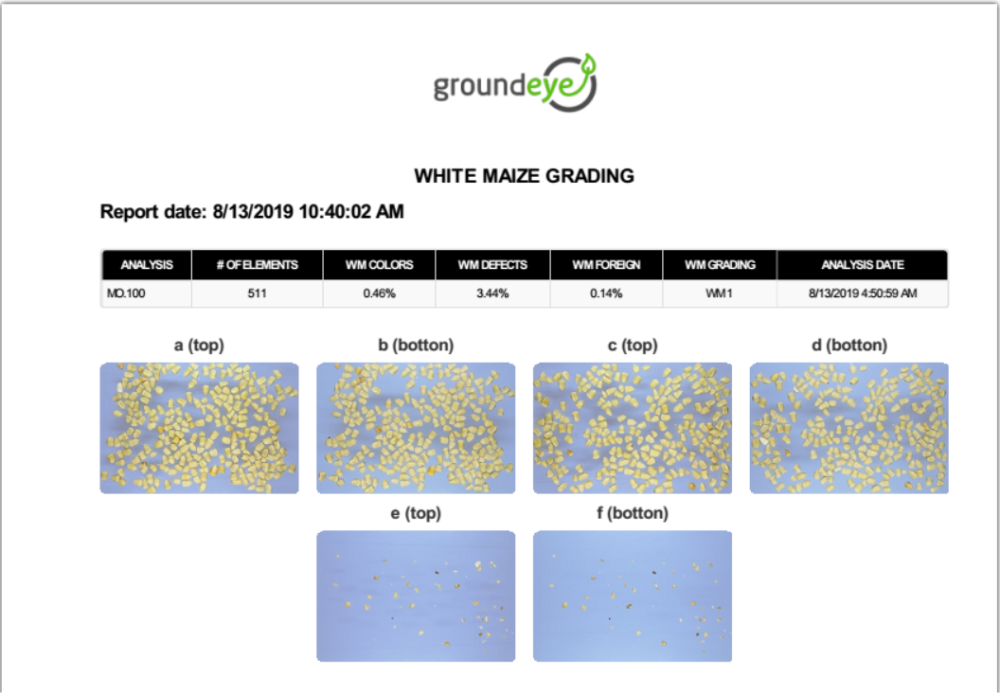 groundeye
WHITE MAIZE GRADING
Report date: 8/13/2019 10:40:02 AM
ANALYSIS # OF ELEMENTS WM COLORS WM DEFECTS WM FOREIGN WM GRADING ANALYSIS DATE
MO.100 511 0.46% 3.44% 0.14% WM1 8/13/2019 4:50:59 AM
a (top) b (botton) c (top) d (botton)
e (top) f (botton)